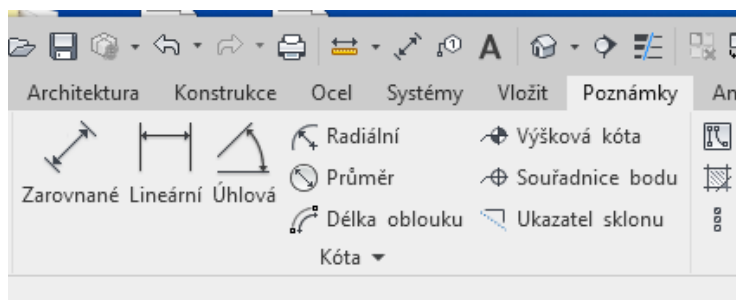 A
Architektura Konstrukce Ocel Systémy Vložit Poznámky An
Radiální Výšková kóta
Průměr Souřadnice bodu
Zarovnané Lineární Úhlová
Délka oblouku Ukazatel sklonu
Kóta